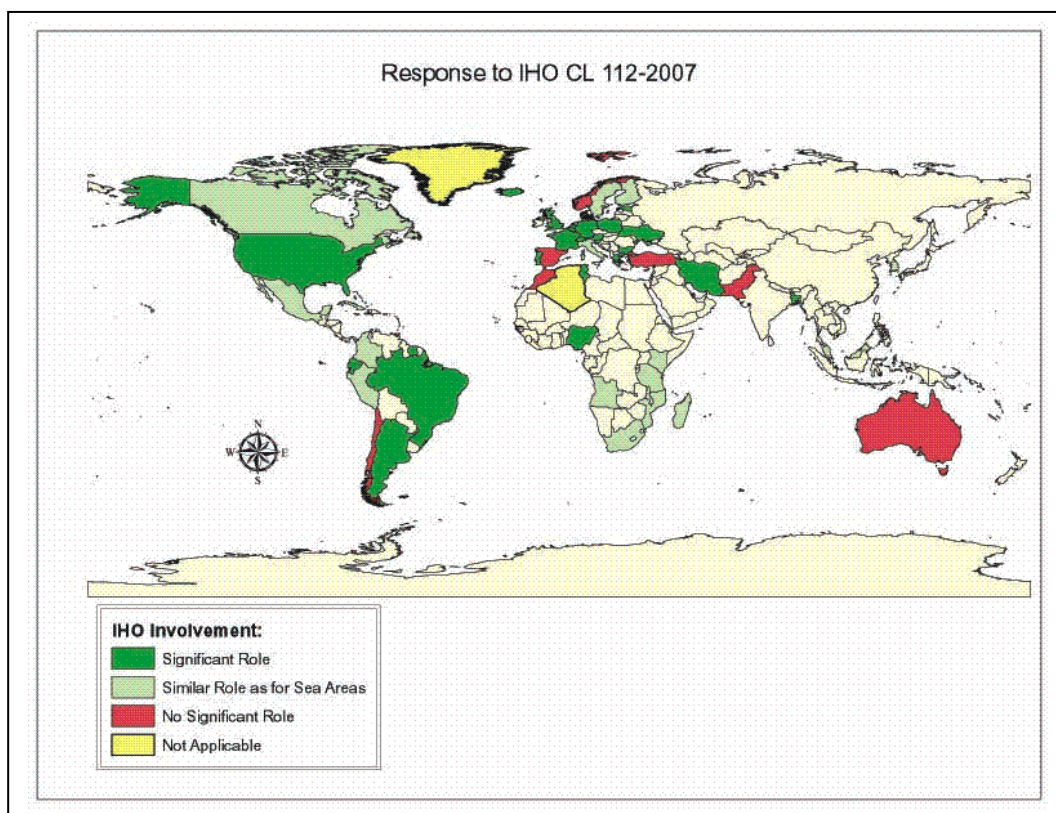 Response to IHO CL 112-2007
N
W E
S
IHO Involvement:
Significant Role
Similar Role as for Sea Areas
No Significant Role
Not Applicable